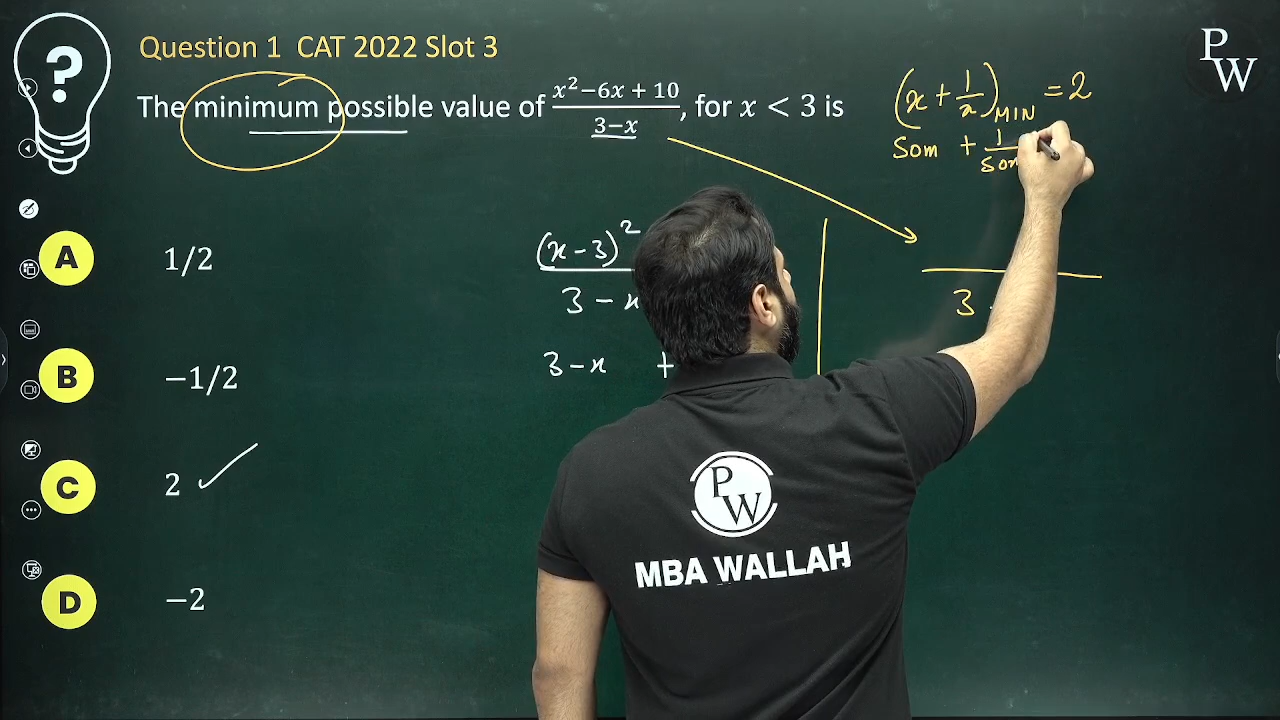 Question 1 CAT 2022 Slot 3
The minimum possible value of (x²−6x + 10)/(3−x), for x < 3 is
(x + 1/x) MIN = 2
Som + 1/Som
PW
(x − 3)²
3 − x
3 − x +
3
A 1/2
B −1/2
C 2 ✓
D −2
PW
MBA WALLAH